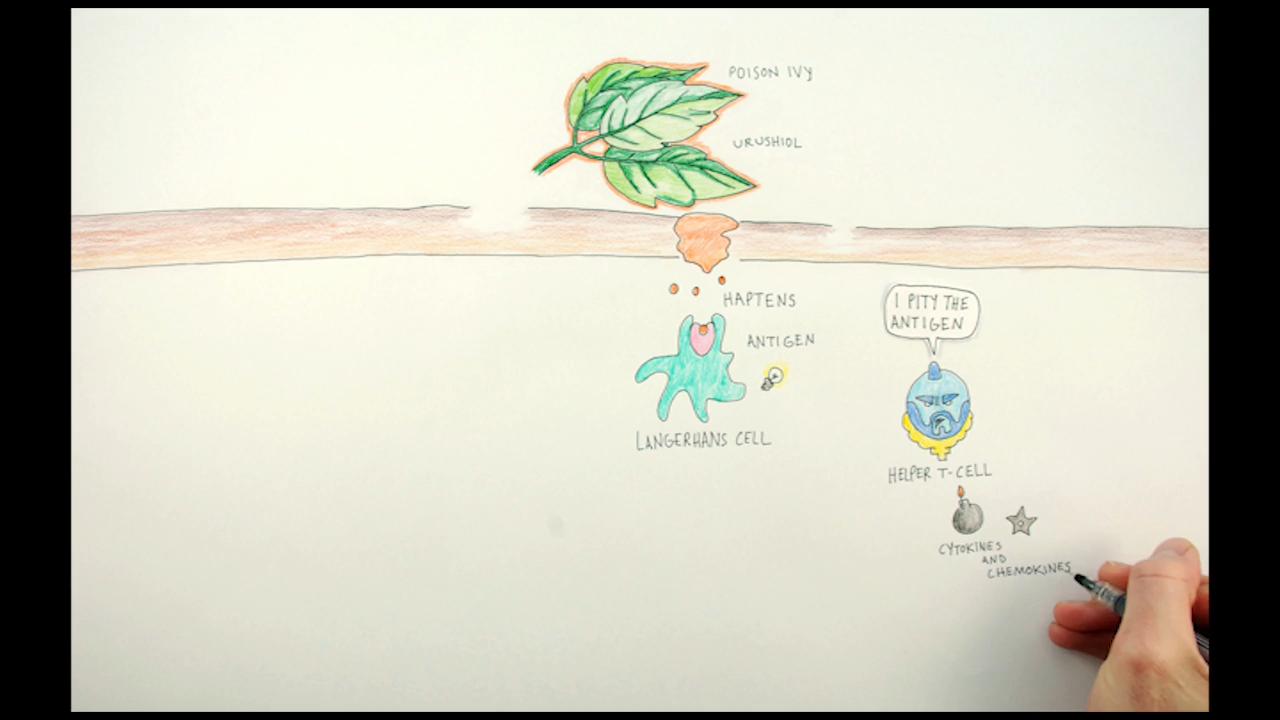 POISON IVY
URUSHIOL
HAPTENS
ANTIGEN
LANGERHANS CELL
I PITY THE
ANTIGEN
HELPER T-CELL
CYTOKINES
AND
CHEMOKINES